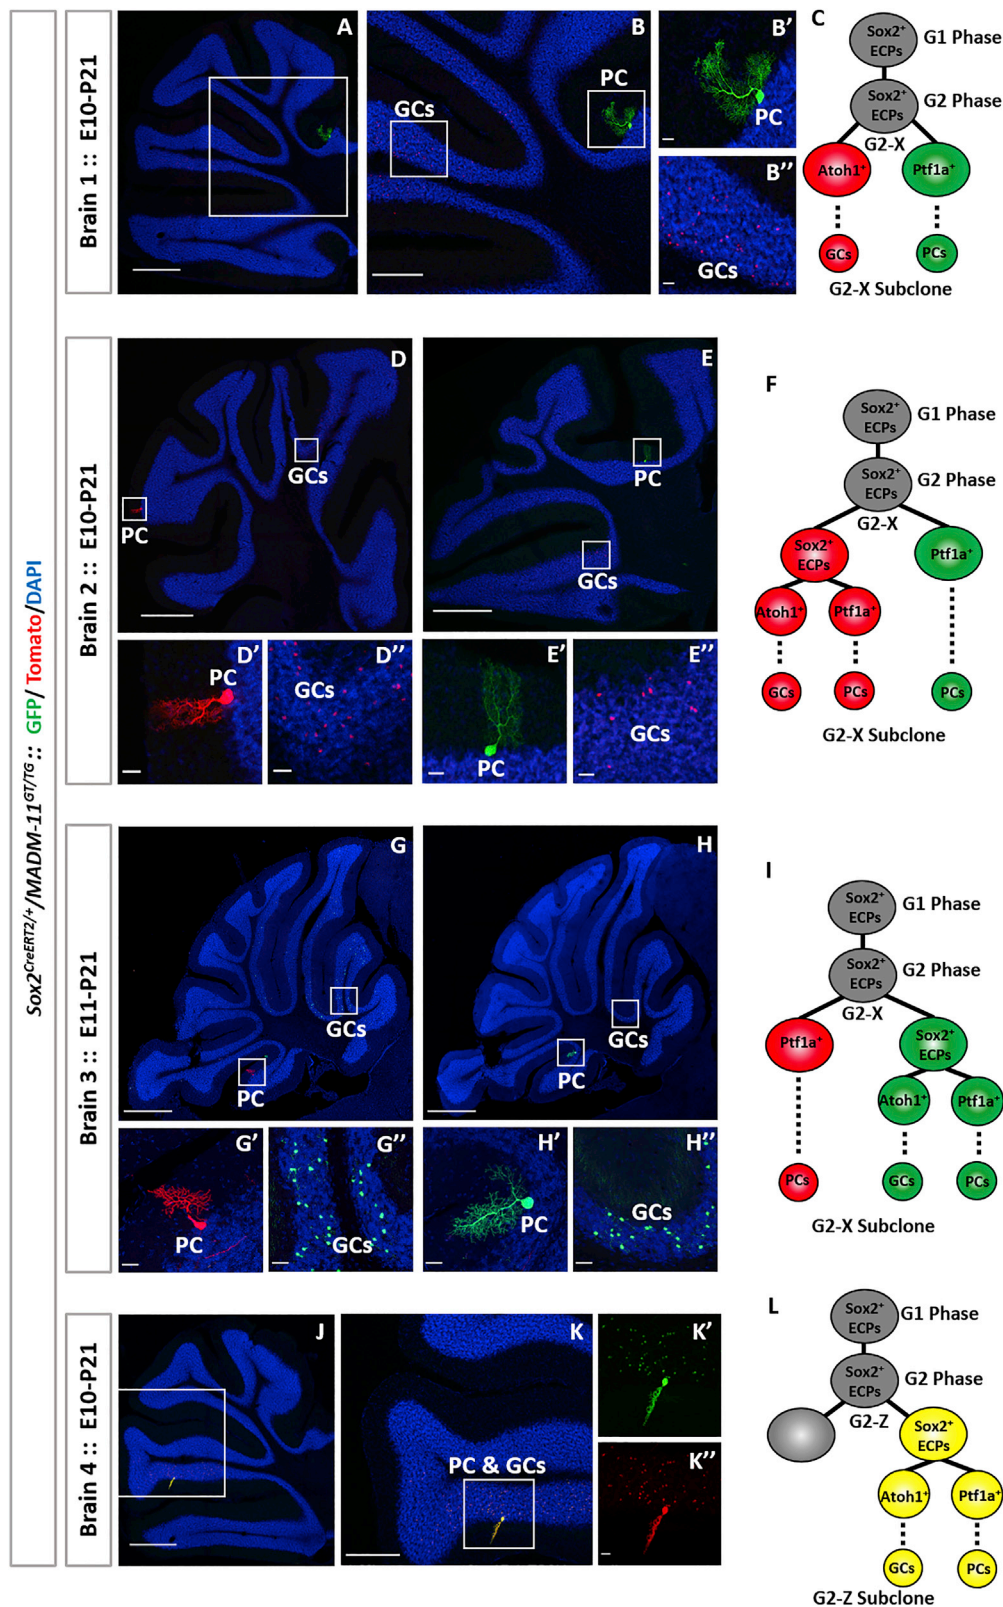 Sox2CreERT2/+/MADM-11GT/TG :: GFP/ Tomato/DAPI
Brain 1 :: E10-P21
A
B
GCs
PC
B’
PC
B’’
GCs
C
Sox2+
ECPs
G1 Phase
Sox2+
ECPs
G2 Phase
G2-X
Atoh1+
Ptf1a+
GCs
PCs
G2-X Subclone
Brain 2 :: E10-P21
D
GCs
PC
E
PC
GCs
D’
PC
D’’
GCs
E’
PC
E’’
GCs
F
Sox2+
ECPs
G1 Phase
Sox2+
ECPs
G2 Phase
G2-X
Sox2+
ECPs
Ptf1a+
Atoh1+
Ptf1a+
GCs
PCs
PCs
G2-X Subclone
Brain 3 :: E11-P21
G
GCs
PC
H
GCs
PC
G’
PC
G’’
GCs
H’
PC
H’’
GCs
I
Sox2+
ECPs
G1 Phase
Sox2+
ECPs
G2 Phase
G2-X
Ptf1a+
Sox2+
ECPs
Atoh1+
Ptf1a+
PCs
GCs
PCs
G2-X Subclone
Brain 4 :: E10-P21
J
K
PC & GCs
K’
K’’
L
Sox2+
ECPs
G1 Phase
Sox2+
ECPs
G2 Phase
G2-Z
Sox2+
ECPs
Atoh1+
Ptf1a+
GCs
PCs
G2-Z Subclone